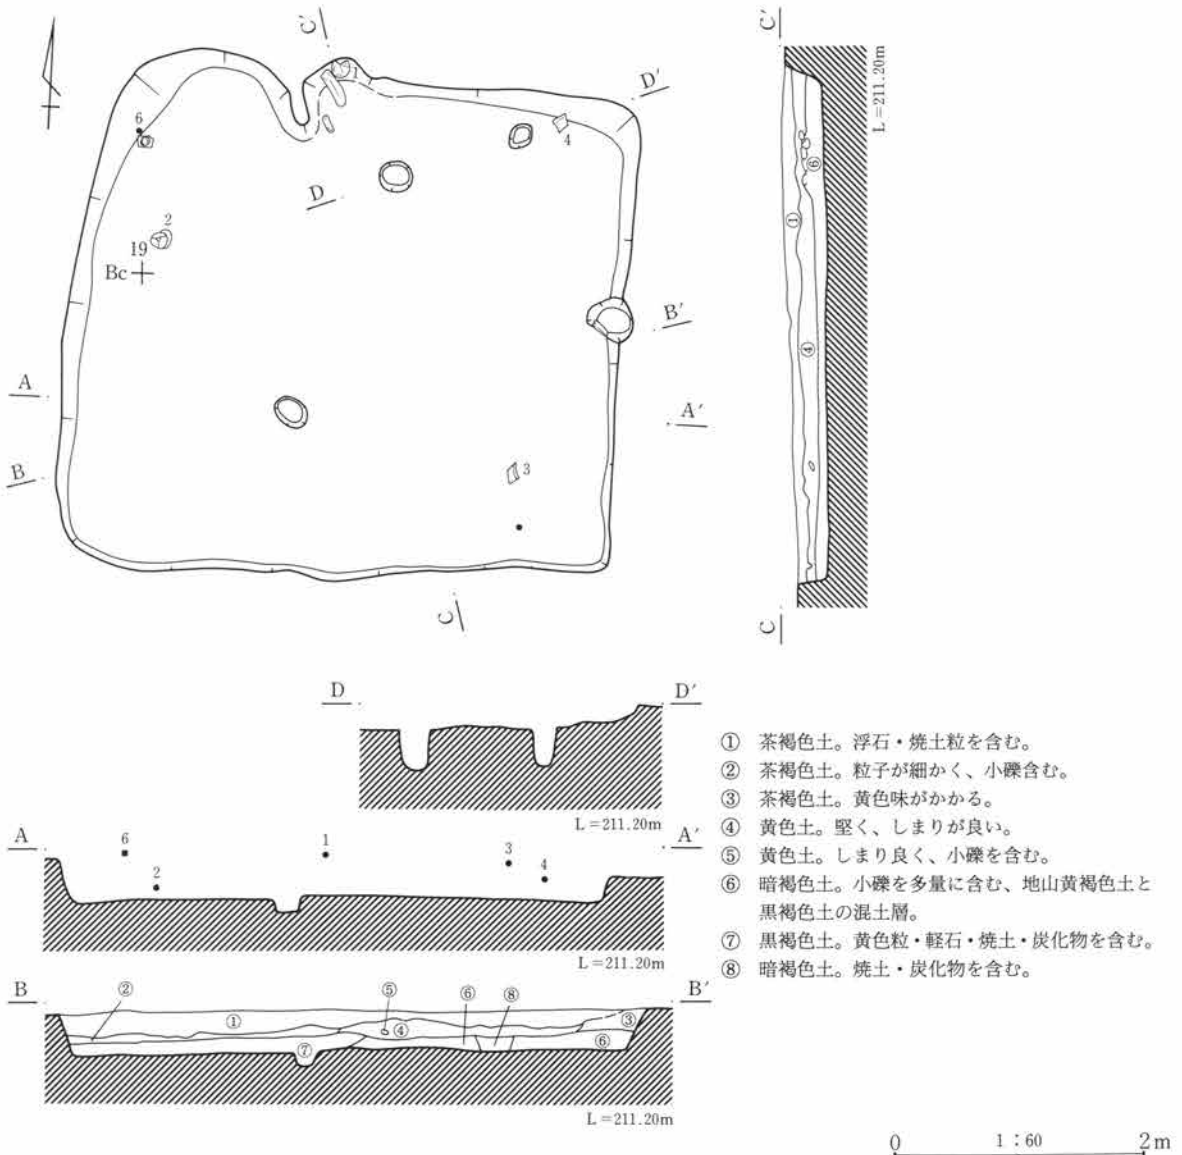 C′
D′
6
4
D
2
19
Bc
B′
A
A′
B
3
C
C′
L=211.20m
⑥
①
④
C
D
D′
L=211.20m
A
6
2
1
3
4
A′
L=211.20m
B
②
①
⑤
④
⑥
⑧
③
⑥
⑦
B′
L=211.20m
① 茶褐色土。浮石・焼土粒を含む。
② 茶褐色土。粒子が細かく、小礫含む。
③ 茶褐色土。黄色味がかかる。
④ 黄色土。堅く、しまりが良い。
⑤ 黄色土。しまり良く、小礫を含む。
⑥ 暗褐色土。小礫を多量に含む、地山黄褐色土と
黒褐色土の混土層。
⑦ 黒褐色土。黄色粒・軽石・焼土・炭化物を含む。
⑧ 暗褐色土。焼土・炭化物を含む。
0 1:60 2m